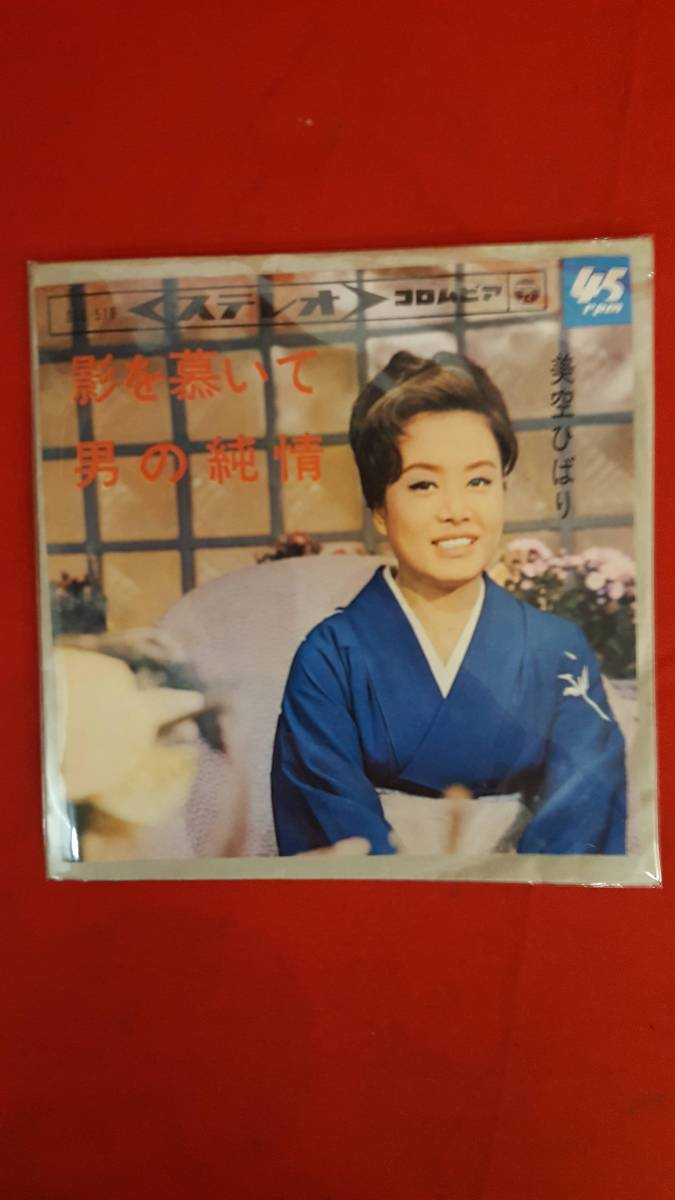 ステレオ コロムビア
45
rpm
影を慕いて
男の純情
美空ひばり